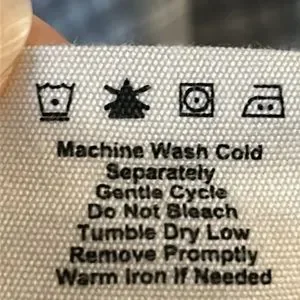 Machine Wash Cold
Separately
Gentle Cycle
Do Not Bleach
Tumble Dry Low
Remove Promptly
Warm Iron If Needed